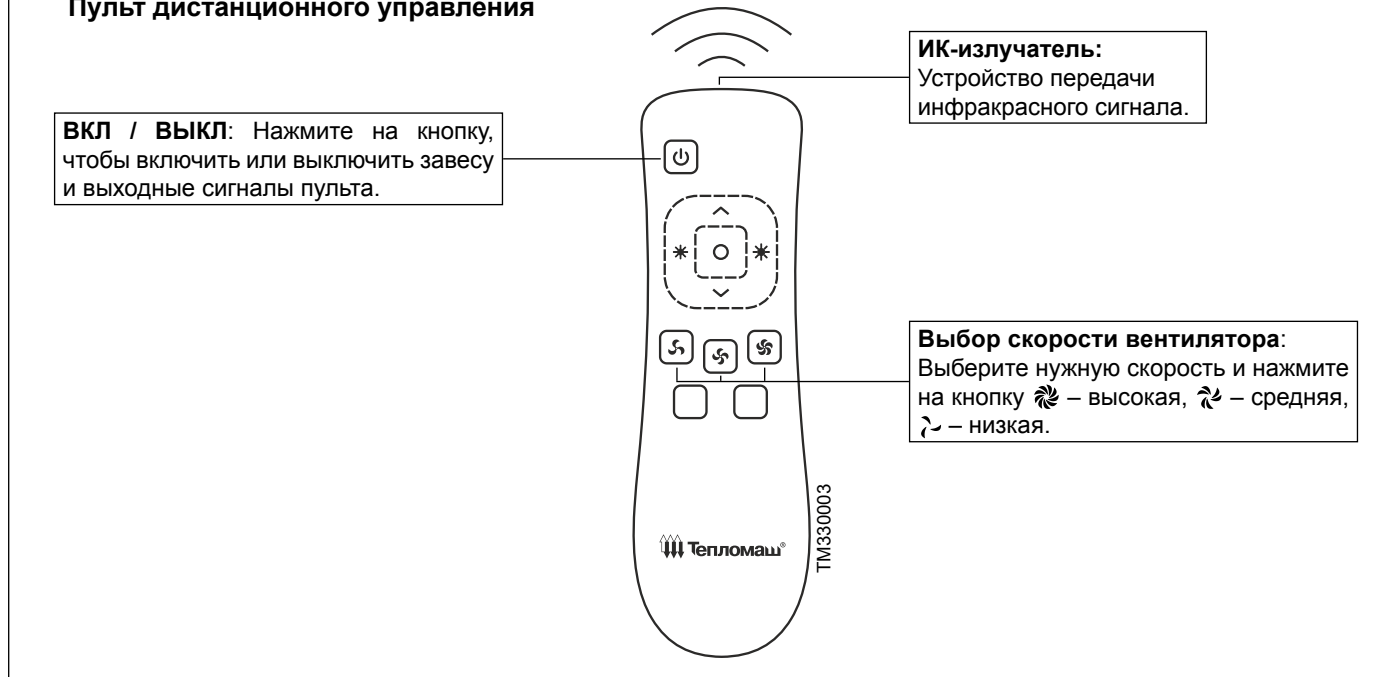 Пульт дистанционного управления
ИК-излучатель:
Устройство передачи
инфракрасного сигнала.
ВКЛ / ВЫКЛ: Нажмите на кнопку,
чтобы включить или выключить завесу
и выходные сигналы пульта.
Выбор скорости вентилятора:
Выберите нужную скорость и нажмите
на кнопку – высокая, – средняя,
– низкая.
ТМ330003
Тепломаш®